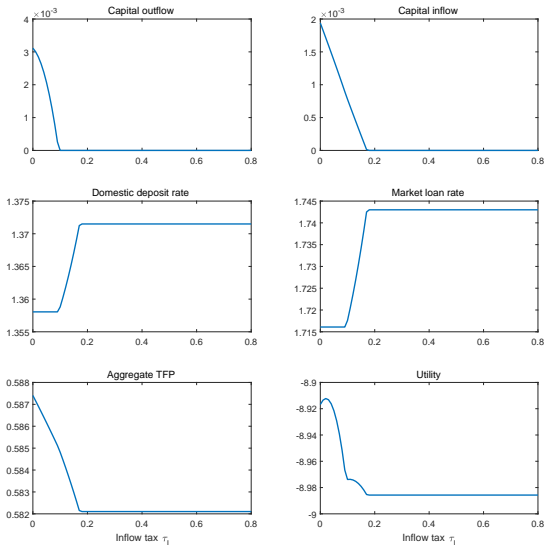 Capital outflow
×10⁻³
4
3
2
1
0
0 0.2 0.4 0.6 0.8
Capital inflow
×10⁻³
2
1.5
1
0.5
0
0 0.2 0.4 0.6 0.8
Domestic deposit rate
1.375
1.37
1.365
1.36
1.355
0 0.2 0.4 0.6 0.8
Market loan rate
1.745
1.74
1.735
1.73
1.725
1.72
1.715
0 0.2 0.4 0.6 0.8
Aggregate TFP
0.588
0.587
0.586
0.585
0.584
0.583
0.582
0 0.2 0.4 0.6 0.8
Inflow tax τ_I
Utility
-8.9
-8.92
-8.94
-8.96
-8.98
-9
0 0.2 0.4 0.6 0.8
Inflow tax τ_I